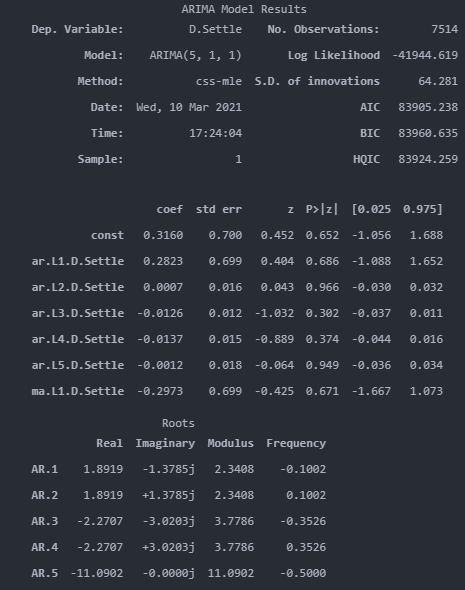 ARIMA Model Results
Dep. Variable: D.Settle No. Observations: 7514
Model: ARIMA(5, 1, 1) Log Likelihood -41944.619
Method: css-mle S.D. of innovations 64.281
Date: Wed, 10 Mar 2021 AIC 83905.238
Time: 17:24:04 BIC 83960.635
Sample: 1 HQIC 83924.259
coef std err z P>|z| [0.025 0.975]
const 0.3160 0.700 0.452 0.652 -1.056 1.688
ar.L1.D.Settle 0.2823 0.699 0.404 0.686 -1.088 1.652
ar.L2.D.Settle 0.0007 0.016 0.043 0.966 -0.030 0.032
ar.L3.D.Settle -0.0126 0.012 -1.032 0.302 -0.037 0.011
ar.L4.D.Settle -0.0137 0.015 -0.889 0.374 -0.044 0.016
ar.L5.D.Settle -0.0012 0.018 -0.064 0.949 -0.036 0.034
ma.L1.D.Settle -0.2973 0.699 -0.425 0.671 -1.667 1.073
Roots
Real Imaginary Modulus Frequency
AR.1 1.8919 -1.3785j 2.3408 -0.1002
AR.2 1.8919 +1.3785j 2.3408 0.1002
AR.3 -2.2707 -3.0203j 3.7786 -0.3526
AR.4 -2.2707 +3.0203j 3.7786 0.3526
AR.5 -11.0902 -0.0000j 11.0902 -0.5000